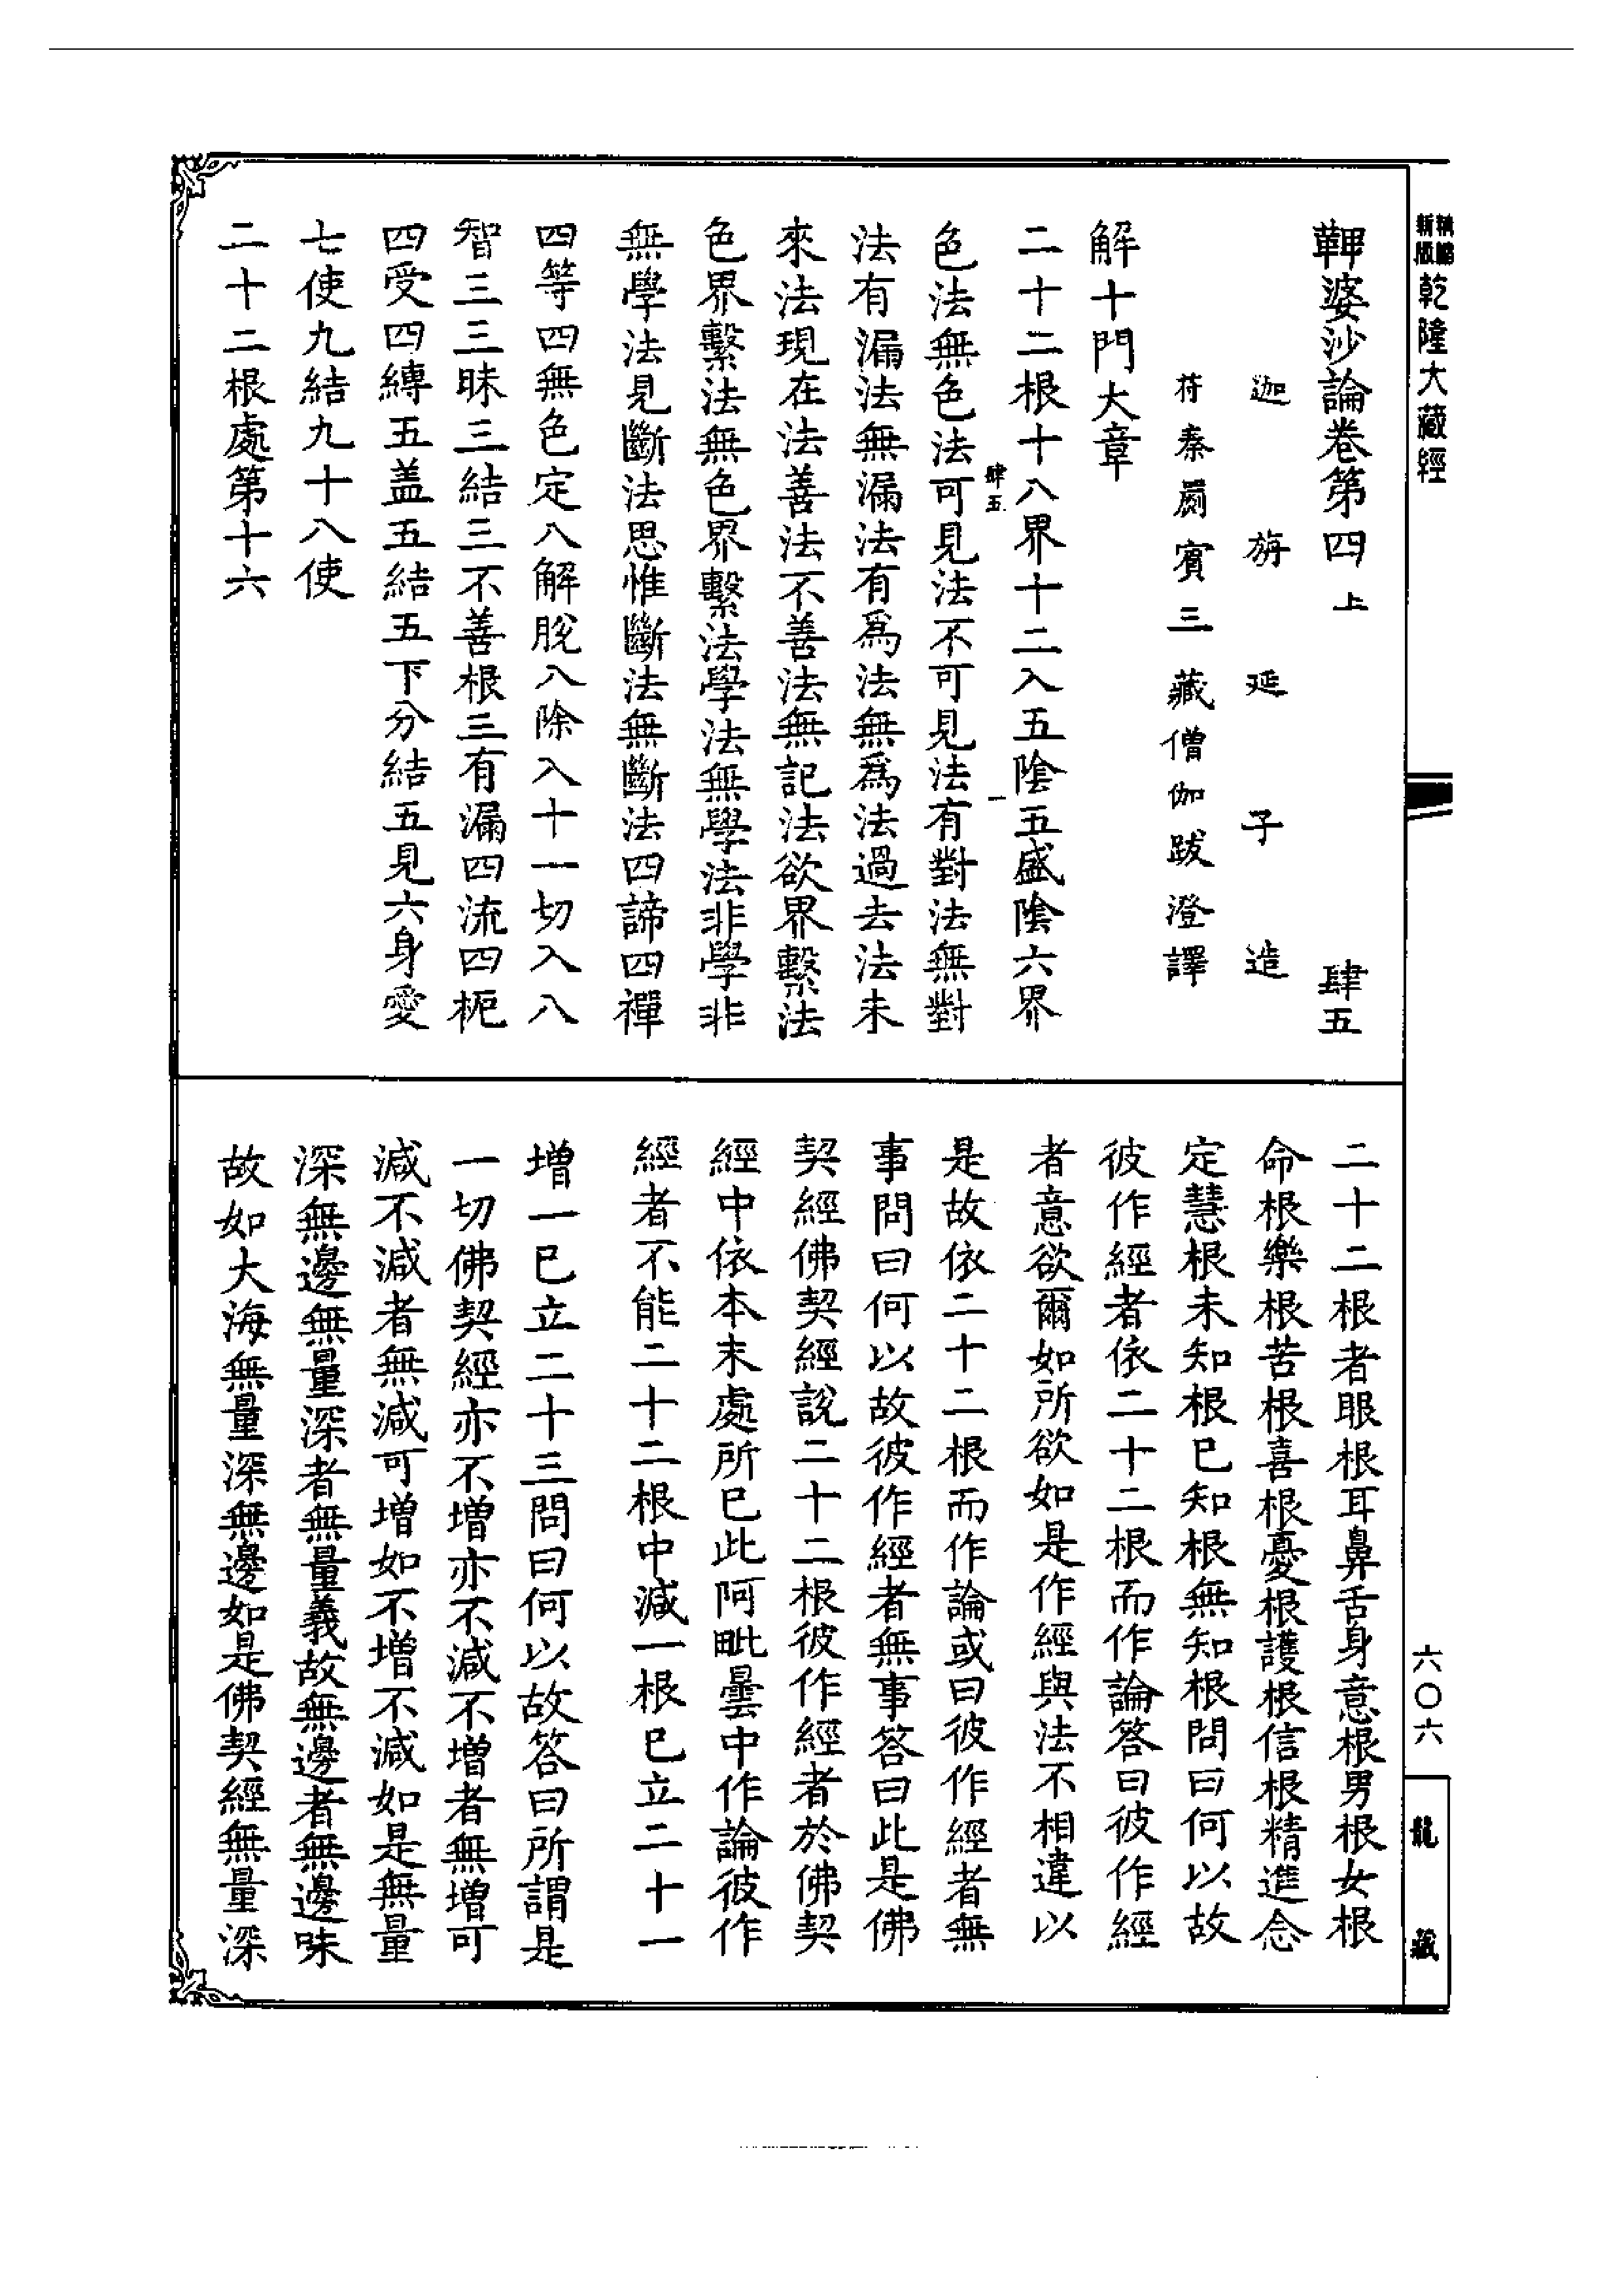 新編
新版
乾隆大藏經
鞞婆沙論卷第四上 肆五
迦旃延子造
苻秦罽賓三藏僧伽跋澄譯
解十門大章
二十二根十八界十二入五陰五盛陰六界
肆五 一
色法無色法可見法不可見法有對法無對
法有漏法無漏法有爲法無爲法過去法未
來法現在法善法不善法無記法欲界繫法
色界繫法無色界繫法學法無學法非學非
無學法見斷法思惟斷法無斷法四諦四禪
四等四無色定八解脫八除入十一切入八
智三三昧三結三不善根三有漏四流四枙
四受四縛五盖五結五下分結五見六身愛
七使九結九十八使
二十二根處第十六
二十二根者眼根耳鼻舌身意根男根女根
命根樂根苦根喜根憂根護根信根精進念
定慧根未知根已知根無知根問曰何以故
彼作經者依二十二根而作論答曰彼作經
者意欲爾如所欲如是作經與法不相違以
是故依二十二根而作論或曰彼作經者無
事問曰何以故彼作經者無事答曰此是佛
契經佛契經說二十二根彼作經者於佛契
經中依本末處所已此阿毗曇中作論彼作
經者不能二十二根中減一根已立二十一
增一已立二十三問曰何以故答曰所謂是
一切佛契經亦不增亦不減不增者無增可
減不減者無減可增如不增不減如是無量
深無邊無量深者無量義故無邊者無邊味
故如大海無量深無邊如是佛契經無量深
六〇六
龍藏